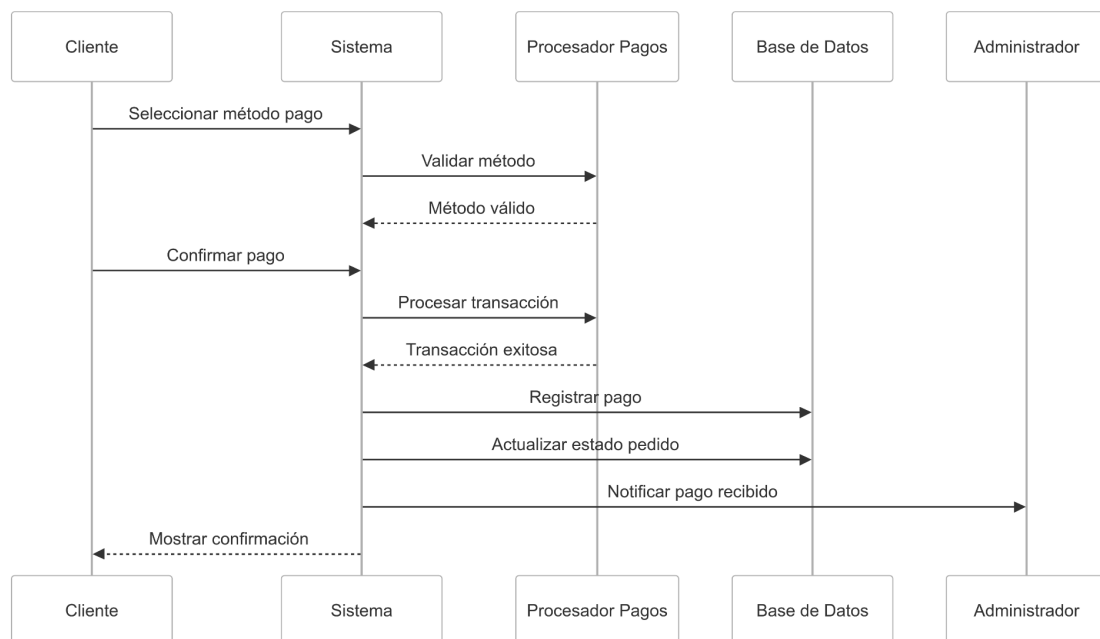 Cliente
Sistema
Procesador Pagos
Base de Datos
Administrador
Seleccionar método pago
Validar método
Método válido
Confirmar pago
Procesar transacción
Transacción exitosa
Registrar pago
Actualizar estado pedido
Notificar pago recibido
Mostrar confirmación
Cliente
Sistema
Procesador Pagos
Base de Datos
Administrador